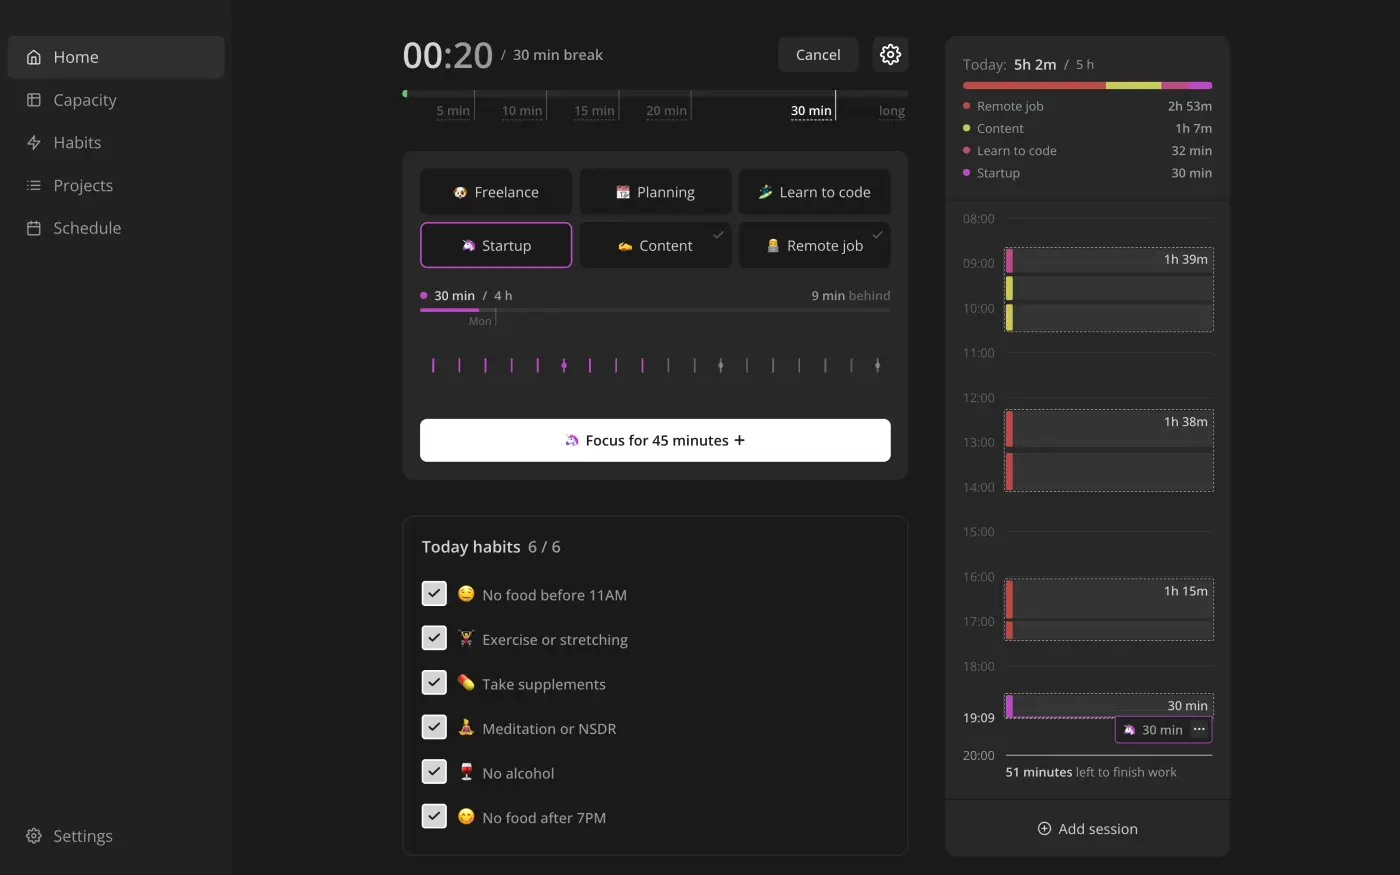 Home
Capacity
Habits
Projects
Schedule
Settings
00:20 / 30 min break
Cancel
5 min
10 min
15 min
20 min
30 min
long
Freelance
Planning
Learn to code
Startup
Content
Remote job
30 min / 4 h
9 min behind
Mon
Focus for 45 minutes +
Today habits 6 / 6
No food before 11AM
Exercise or stretching
Take supplements
Meditation or NSDR
No alcohol
No food after 7PM
Today: 5h 2m / 5 h
Remote job 2h 53m
Content 1h 7m
Learn to code 32 min
Startup 30 min
08:00
09:00
1h 39m
10:00
11:00
12:00
1h 38m
13:00
14:00
15:00
16:00
1h 15m
17:00
18:00
30 min
19:09
30 min
20:00
51 minutes left to finish work
Add session